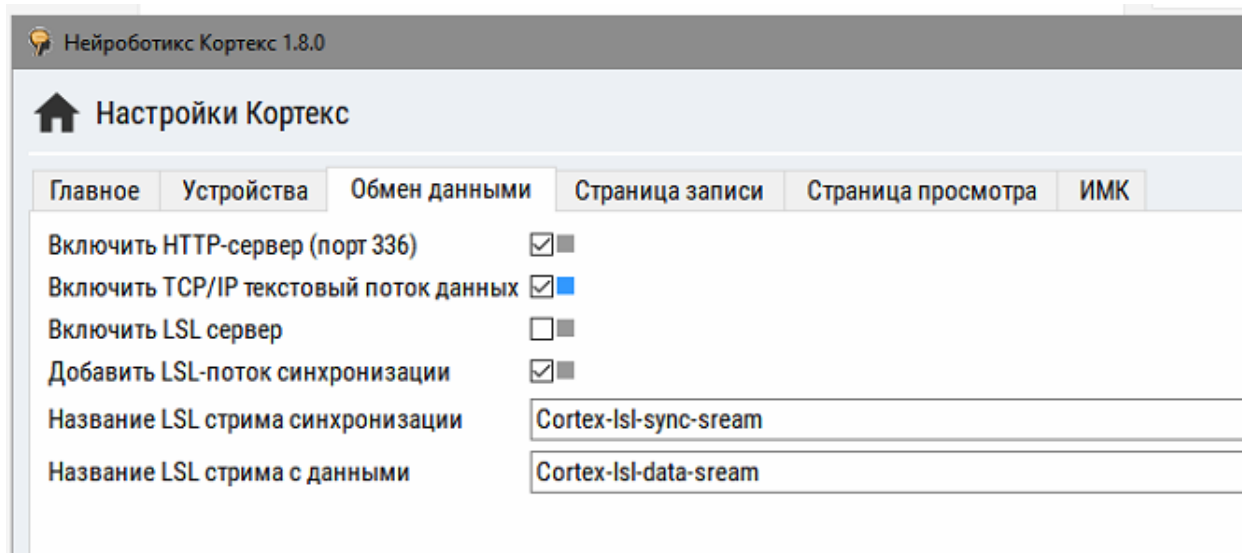 Нейроботикс Кортекс 1.8.0
Настройки Кортекс
Главное Устройства Обмен данными Страница записи Страница просмотра ИМК
Включить HTTP-сервер (порт 336)
Включить TCP/IP текстовый поток данных
Включить LSL сервер
Добавить LSL-поток синхронизации
Название LSL стрима синхронизации Cortex-lsl-sync-sream
Название LSL стрима с данными Cortex-lsl-data-sream